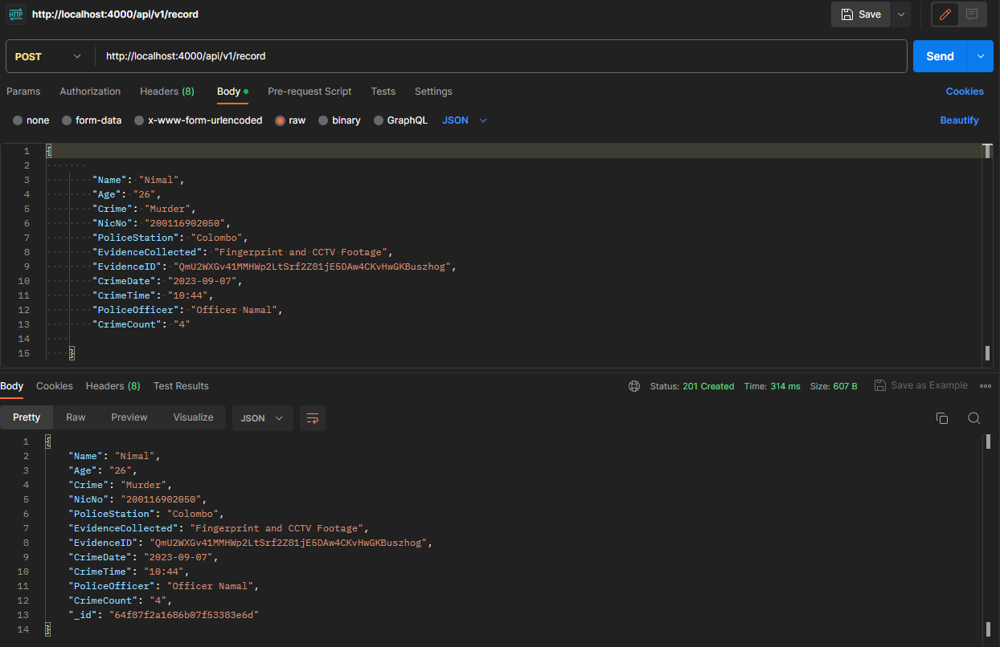 HTTP http://localhost:4000/api/v1/record Save
POST http://localhost:4000/api/v1/record Send
Params Authorization Headers (8) Body Pre-request Script Tests Settings Cookies
none form-data x-www-form-urlencoded raw binary GraphQL JSON Beautify
1 {
2
3 "Name": "Nimal",
4 "Age": "26",
5 "Crime": "Murder",
6 "NicNo": "200116902050",
7 "PoliceStation": "Colombo",
8 "EvidenceCollected": "Fingerprint and CCTV Footage",
9 "EvidenceID": "QmU2WXGv41MMHWp2LtSrf2Z81jE5DAw4CKvHwGKBuszhog",
10 "CrimeDate": "2023-09-07",
11 "CrimeTime": "10:44",
12 "PoliceOfficer": "Officer Namal",
13 "CrimeCount": "4"
14
15 }
Body Cookies Headers (8) Test Results Status: 201 Created Time: 314 ms Size: 607 B Save as Example
Pretty Raw Preview Visualize JSON
1 {
2 "Name": "Nimal",
3 "Age": "26",
4 "Crime": "Murder",
5 "NicNo": "200116902050",
6 "PoliceStation": "Colombo",
7 "EvidenceCollected": "Fingerprint and CCTV Footage",
8 "EvidenceID": "QmU2WXGv41MMHWp2LtSrf2Z81jE5DAw4CKvHwGKBuszhog",
9 "CrimeDate": "2023-09-07",
10 "CrimeTime": "10:44",
11 "PoliceOfficer": "Officer Namal",
12 "CrimeCount": "4",
13 "_id": "64f87f2a1686b07f53383e6d"
14 }